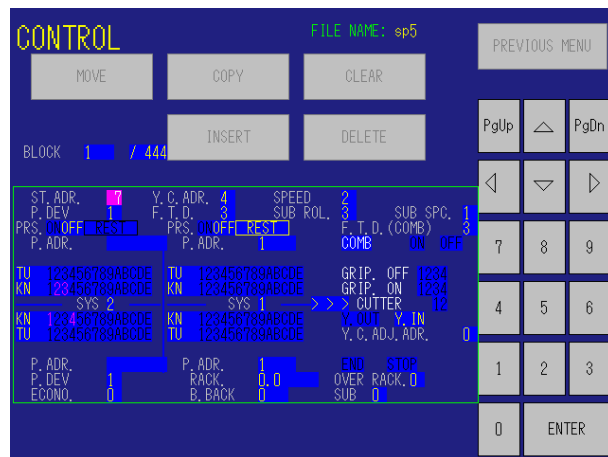 CONTROL FILE NAME: sp5
PREVIOUS MENU
MOVE COPY CLEAR
INSERT DELETE
BLOCK 1 / 444
PgUp △ PgDn
◁ ▽ ▷
7 8 9
4 5 6
1 2 3
0 ENTER
ST. ADR. 7 Y. C. ADR. 4 SPEED 2
P. DEV 1 F. T. D. 3 SUB ROL. 3 SUB SPC. 1
PRS. ON OFF REST PRS. ON OFF REST F. T. D. (COMB) 3
P. ADR. P. ADR. 1 COMB ON OFF
TU 123456789ABCDE TU 123456789ABCDE GRIP. OFF 1234
KN 123456789ABCDE KN 123456789ABCDE GRIP. ON 1234
SYS 2 SYS 1 > > > CUTTER 12
KN 123456789ABCDE KN 123456789ABCDE Y. OUT Y. IN
TU 123456789ABCDE TU 123456789ABCDE Y. C. ADJ. ADR. 0
P. ADR. P. ADR. 1 END STOP
P. DEV 1 RACK. 0.0 OVER RACK. 0
ECONO. 0 B. BACK 0 SUB 0